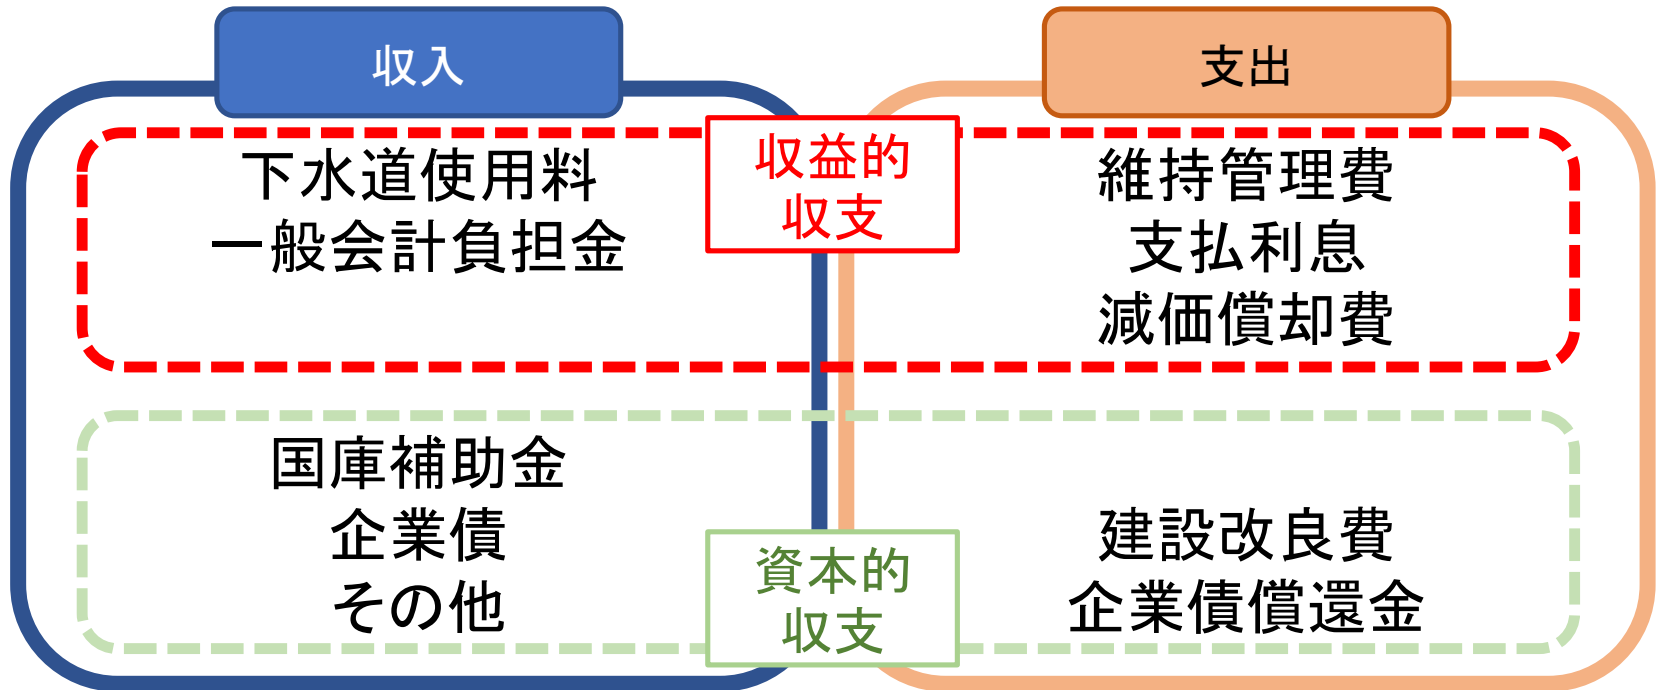 収入
支出
収益的
収支
下水道使用料
一般会計負担金
維持管理費
支払利息
減価償却費
国庫補助金
企業債
その他
資本的
収支
建設改良費
企業債償還金